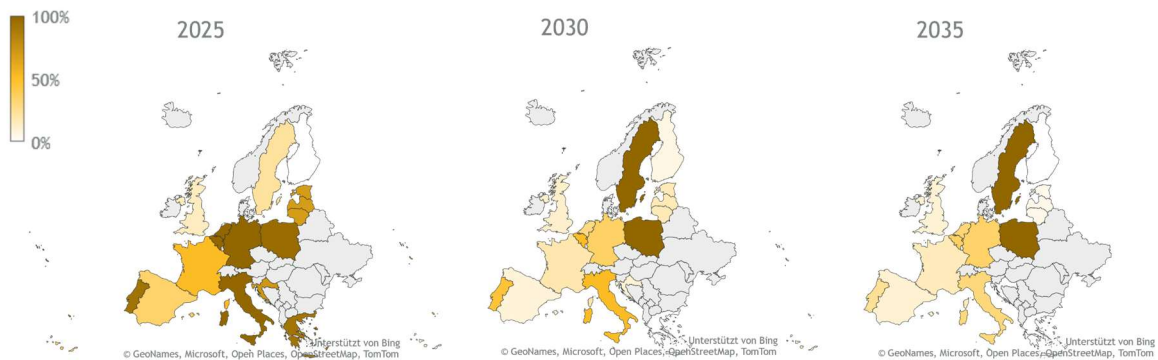 100%
50%
0%
2025
2030
2035
Unterstützt von Bing
© GeoNames, Microsoft, Open Places, OpenStreetMap, TomTom
Unterstützt von Bing
© GeoNames, Microsoft, Open Places, OpenStreetMap, TomTom
Unterstützt von Bing
© GeoNames, Microsoft, Open Places, OpenStreetMap, TomTom